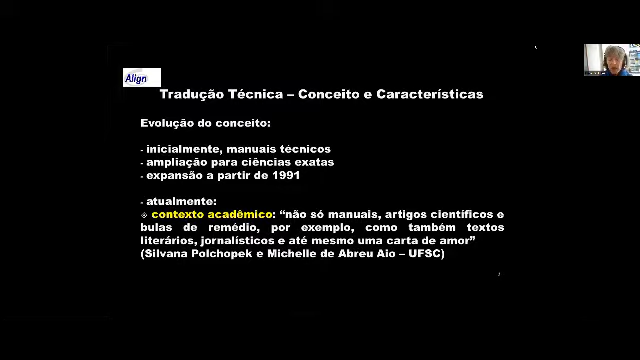 Align
Tradução Técnica – Conceito e Características
Evolução do conceito:
- inicialmente, manuais técnicos
- ampliação para ciências exatas
- expansão a partir de 1991
- atualmente:
contexto acadêmico: “não só manuais, artigos científicos e
bulas de remédio, por exemplo, como também textos
literários, jornalísticos e até mesmo uma carta de amor”
(Silvana Polchopek e Michelle de Abreu Aio – UFSC)